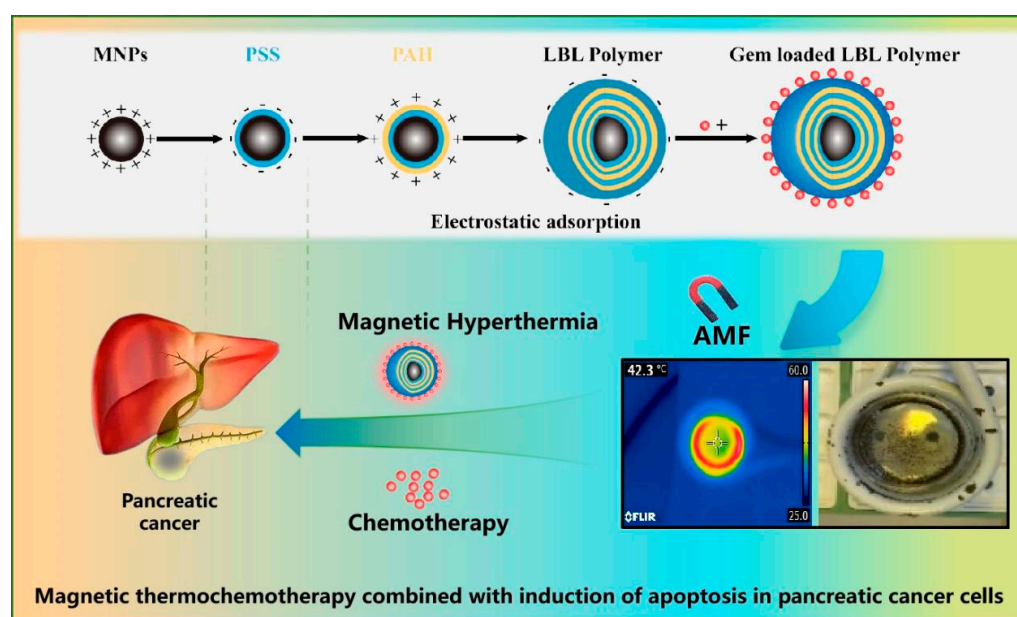 MNPs
PSS
PAH
LBL Polymer
Gem loaded LBL Polymer
+
Electrostatic adsorption
Magnetic Hyperthermia
AMF
42.3 °C
60.0
25.0
FLIR
Pancreatic
cancer
Chemotherapy
Magnetic thermochemotherapy combined with induction of apoptosis in pancreatic cancer cells